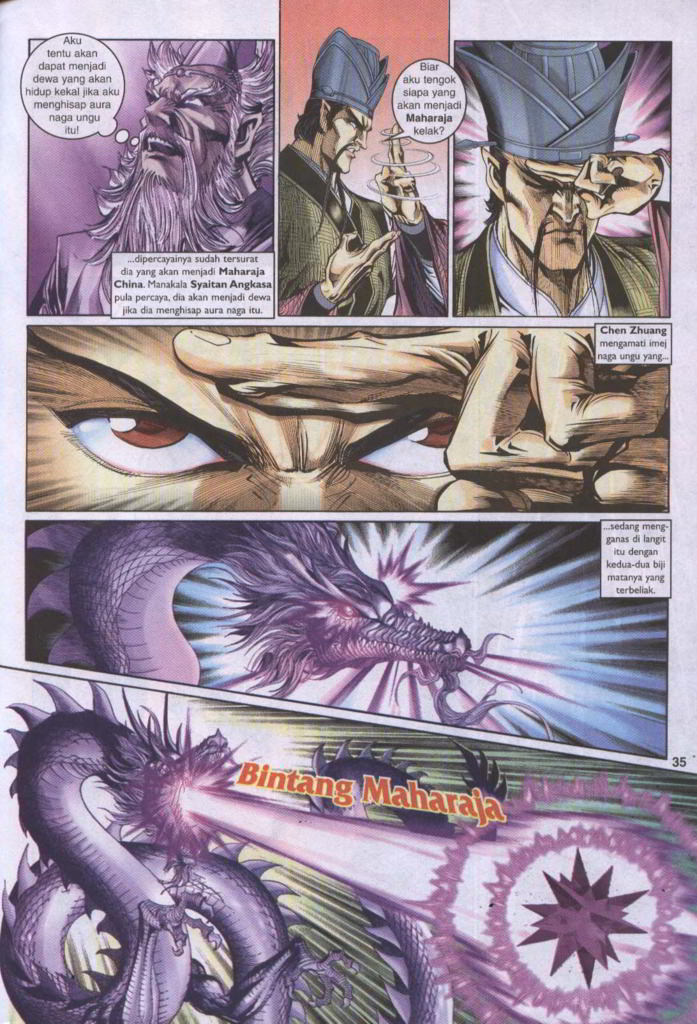 Aku
tentu akan
dapat menjadi
dewa yang akan
hidup kekal jika aku
menghisap aura
naga ungu
itu!
...dipercayainya sudah tersurat
dia yang akan menjadi Maharaja
China. Manakala Syaitan Angkasa
pula percaya, dia akan menjadi dewa
jika dia menghisap aura naga itu.
Biar
aku tengok
siapa yang
akan menjadi
Maharaja
kelak?
Chen Zhuang
mengamati imej
naga ungu yang...
...sedang meng-
ganas di langit
itu dengan
kedua-dua biji
matanya yang
terbeliak.
35
Bintang Maharaja